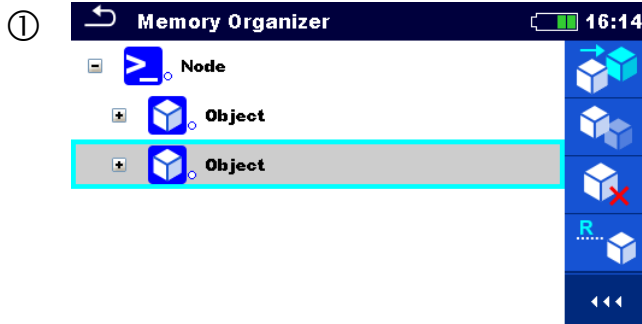 ①
Memory Organizer 16:14
>_ Node
Object
Object
R